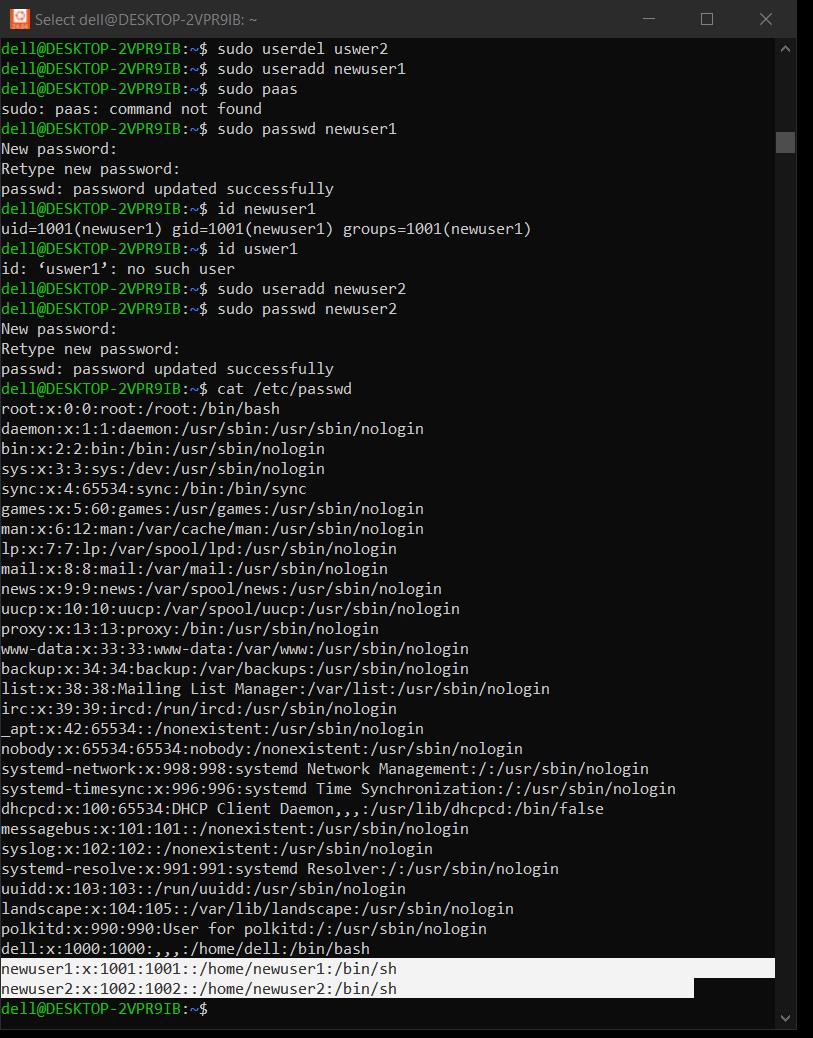 Select dell@DESKTOP-2VPR9IB: ~
dell@DESKTOP-2VPR9IB:~$ sudo userdel uswer2
dell@DESKTOP-2VPR9IB:~$ sudo useradd newuser1
dell@DESKTOP-2VPR9IB:~$ sudo paas
sudo: paas: command not found
dell@DESKTOP-2VPR9IB:~$ sudo passwd newuser1
New password:
Retype new password:
passwd: password updated successfully
dell@DESKTOP-2VPR9IB:~$ id newuser1
uid=1001(newuser1) gid=1001(newuser1) groups=1001(newuser1)
dell@DESKTOP-2VPR9IB:~$ id uswer1
id: ‘uswer1’: no such user
dell@DESKTOP-2VPR9IB:~$ sudo useradd newuser2
dell@DESKTOP-2VPR9IB:~$ sudo passwd newuser2
New password:
Retype new password:
passwd: password updated successfully
dell@DESKTOP-2VPR9IB:~$ cat /etc/passwd
root:x:0:0:root:/root:/bin/bash
daemon:x:1:1:daemon:/usr/sbin:/usr/sbin/nologin
bin:x:2:2:bin:/bin:/usr/sbin/nologin
sys:x:3:3:sys:/dev:/usr/sbin/nologin
sync:x:4:65534:sync:/bin:/bin/sync
games:x:5:60:games:/usr/games:/usr/sbin/nologin
man:x:6:12:man:/var/cache/man:/usr/sbin/nologin
lp:x:7:7:lp:/var/spool/lpd:/usr/sbin/nologin
mail:x:8:8:mail:/var/mail:/usr/sbin/nologin
news:x:9:9:news:/var/spool/news:/usr/sbin/nologin
uucp:x:10:10:uucp:/var/spool/uucp:/usr/sbin/nologin
proxy:x:13:13:proxy:/bin:/usr/sbin/nologin
www-data:x:33:33:www-data:/var/www:/usr/sbin/nologin
backup:x:34:34:backup:/var/backups:/usr/sbin/nologin
list:x:38:38:Mailing List Manager:/var/list:/usr/sbin/nologin
irc:x:39:39:ircd:/run/ircd:/usr/sbin/nologin
_apt:x:42:65534::/nonexistent:/usr/sbin/nologin
nobody:x:65534:65534:nobody:/nonexistent:/usr/sbin/nologin
systemd-network:x:998:998:systemd Network Management:/:/usr/sbin/nologin
systemd-timesync:x:996:996:systemd Time Synchronization:/:/usr/sbin/nologin
dhcpcd:x:100:65534:DHCP Client Daemon,,,:/usr/lib/dhcpcd:/bin/false
messagebus:x:101:101::/nonexistent:/usr/sbin/nologin
syslog:x:102:102::/nonexistent:/usr/sbin/nologin
systemd-resolve:x:991:991:systemd Resolver:/:/usr/sbin/nologin
uuidd:x:103:103::/run/uuidd:/usr/sbin/nologin
landscape:x:104:105::/var/lib/landscape:/usr/sbin/nologin
polkitd:x:990:990:User for polkitd:/:/usr/sbin/nologin
dell:x:1000:1000:,,,:/home/dell:/bin/bash
newuser1:x:1001:1001::/home/newuser1:/bin/sh
newuser2:x:1002:1002::/home/newuser2:/bin/sh
dell@DESKTOP-2VPR9IB:~$